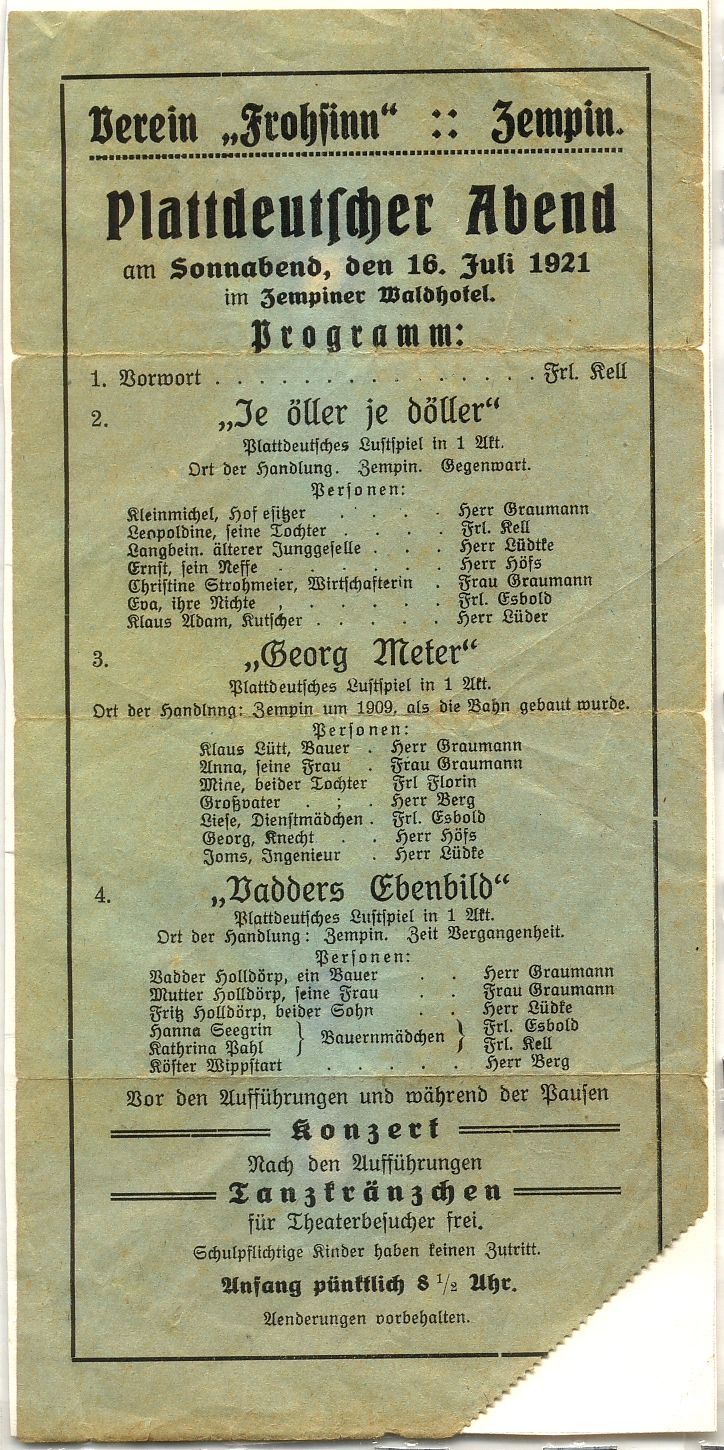 Verein „Frohsinn“ :: Zempin.
Plattdeutscher Abend
am Sonnabend, den 16. Juli 1921
im Zempiner Waldhotel.
Programm:
1. Vorwort . . . . . . . . . . . . . . . . Frl. Kell
2. „Je öller je döller“
Plattdeutsches Lustspiel in 1 Akt.
Ort der Handlung. Zempin. Gegenwart.
Personen:
Kleinmichel, Hof esitzer . . . . Herr Graumann
Leopoldine, seine Tochter . . . . Frl. Kell
Langbein. älterer Junggeselle . . . Herr Lüdtke
Ernst, sein Neffe . . . . . . Herr Höfs
Christine Strohmeier, Wirtschafterin . Frau Graumann
Eva, ihre Nichte , . . . . . Frl. Esbold
Klaus Adam, Kutscher . . . . . Herr Lüder
3. „Georg Meter“
Plattdeutsches Lustspiel in 1 Akt.
Ort der Handlnng: Zempin um 1909, als die Bahn gebaut wurde.
Personen:
Klaus Lütt, Bauer . Herr Graumann
Anna, seine Frau . Frau Graumann
Mine, beider Tochter Frl Florin
Großvater . ; . Herr Berg
Liese, Dienstmädchen . Frl. Esbold
Georg, Knecht . . Herr Höfs
Joms, Ingenieur . Herr Lüdke
4. „Vadders Ebenbild“
Plattdeutsches Lustspiel in 1 Akt.
Ort der Handlung: Zempin. Zeit Vergangenheit.
Personen:
Vadder Holldörp, ein Bauer . . Herr Graumann
Mutter Holldörp, seine Frau . . Frau Graumann
Fritz Holldörp, beider Sohn . . Herr Lüdke
Hanna Seegrin } Bauernmädchen } Frl. Esbold
Kathrina Pahl Frl. Kell
Köster Wippstart . . . . . Herr Berg
Vor den Aufführungen und während der Pausen
Konzert
Nach den Aufführungen
Tanzkränzchen
für Theaterbesucher frei.
Schulpflichtige Kinder haben keinen Zutritt.
Anfang pünktlich 8 1/2 Uhr.
Aenderungen vorbehalten.